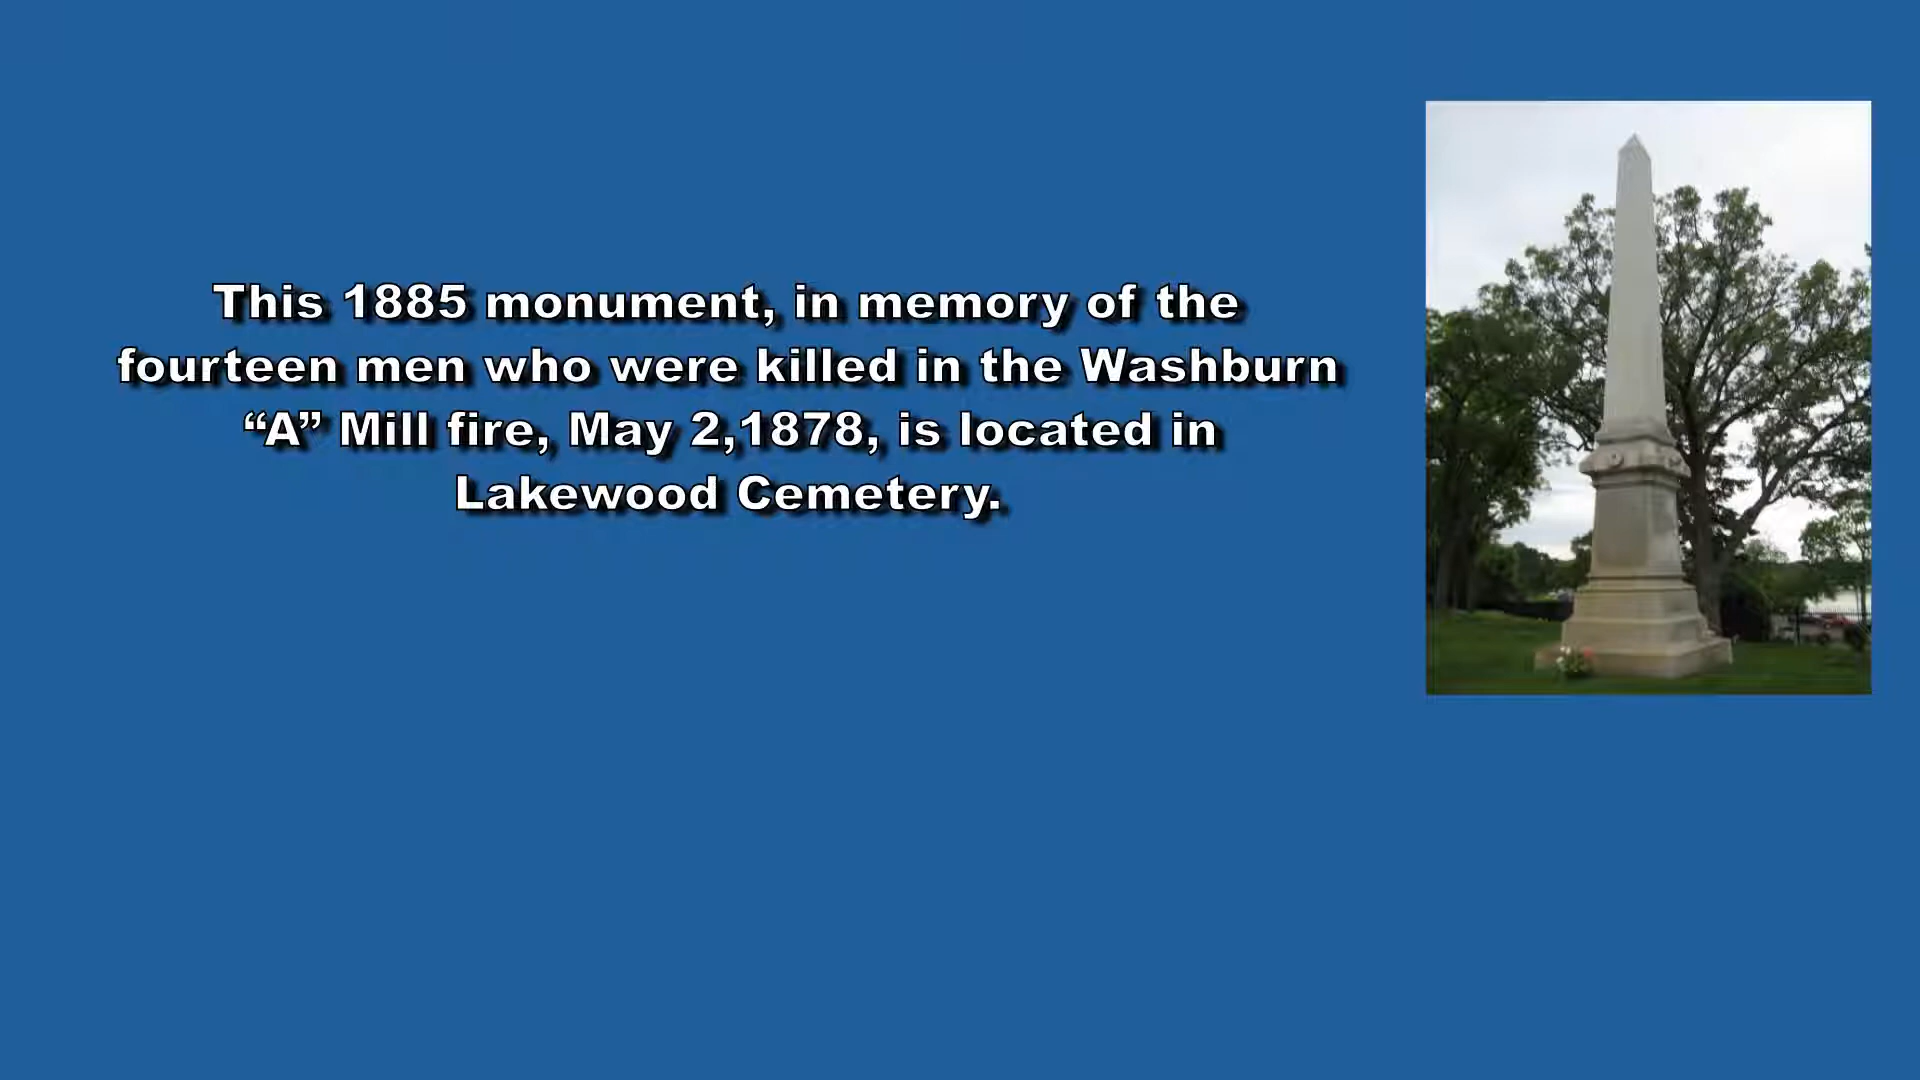 This 1885 monument, in memory of the
fourteen men who were killed in the Washburn
“A” Mill fire, May 2,1878, is located in
Lakewood Cemetery.